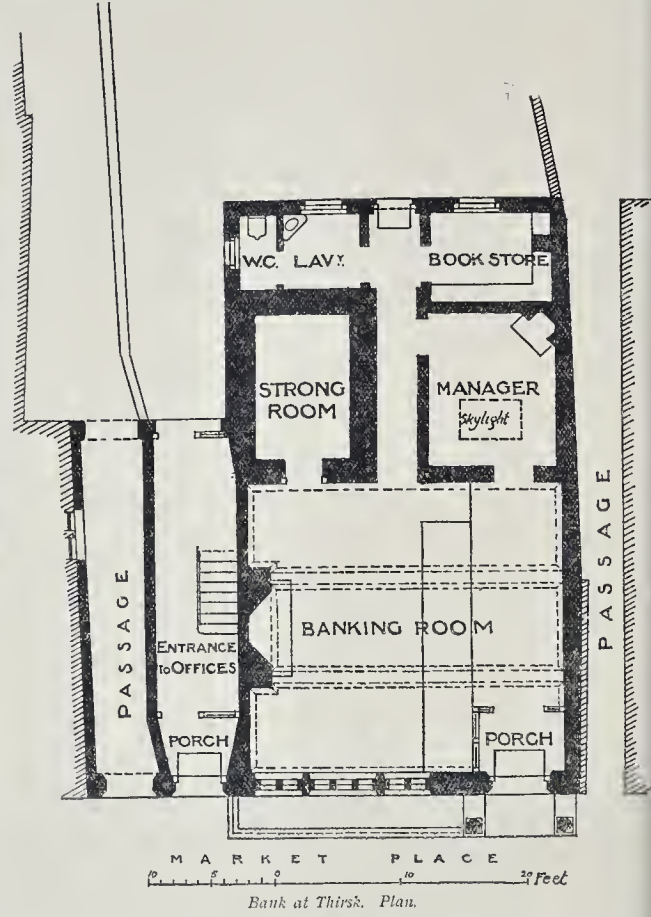 W.C.
LAVY.
BOOK STORE
STRONG
ROOM
MANAGER
Skylight
PASSAGE
PASSAGE
BANKING ROOM
ENTRANCE
TO OFFICES
PORCH
PORCH
MARKET PLACE
10 5 0 10 20 Feet
Bank at Thirsk. Plan.